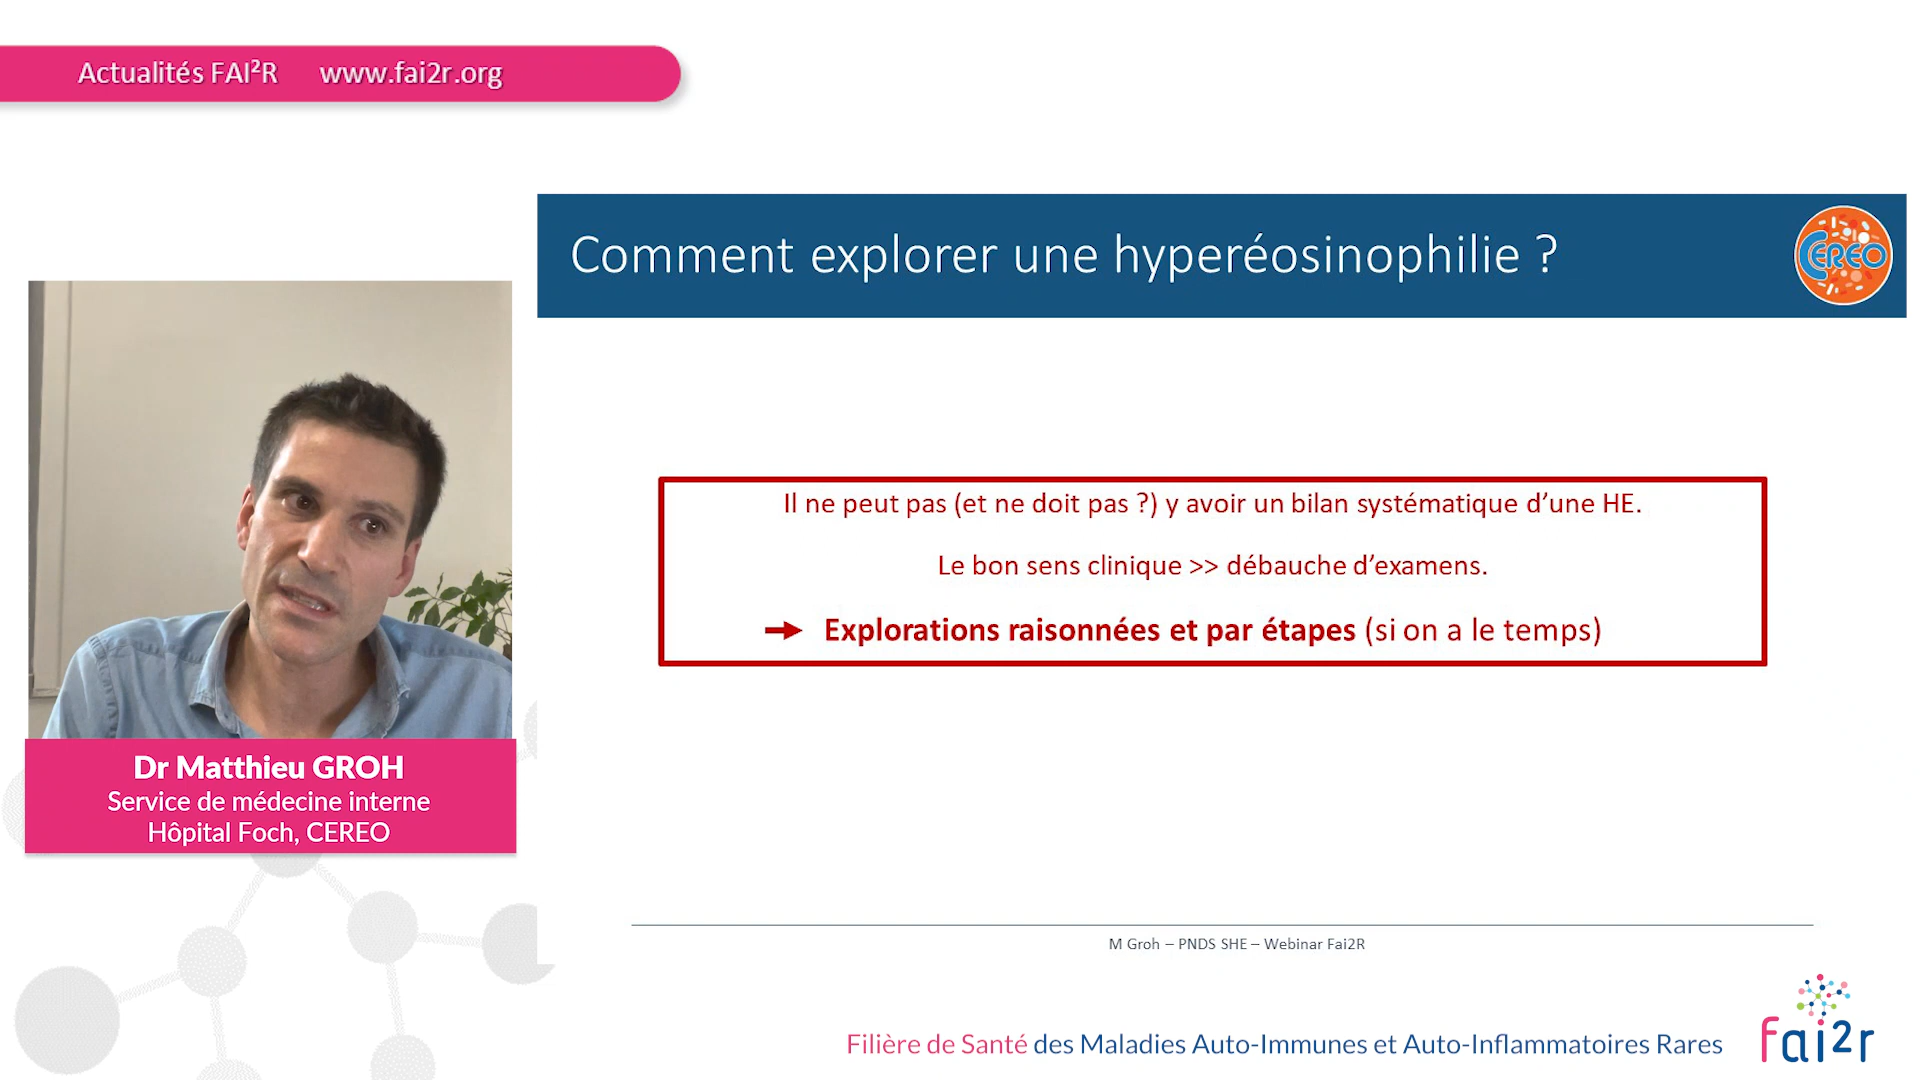 Actualités FAI²R www.fai2r.org
Comment explorer une hyperéosinophilie ?
CEREO
Il ne peut pas (et ne doit pas ?) y avoir un bilan systématique d’une HE.
Le bon sens clinique >> débauche d’examens.
Explorations raisonnées et par étapes (si on a le temps)
Dr Matthieu GROH
Service de médecine interne
Hôpital Foch, CEREO
M Groh – PNDS SHE – Webinar Fai2R
Filière de Santé des Maladies Auto-Immunes et Auto-Inflammatoires Rares
fai2r